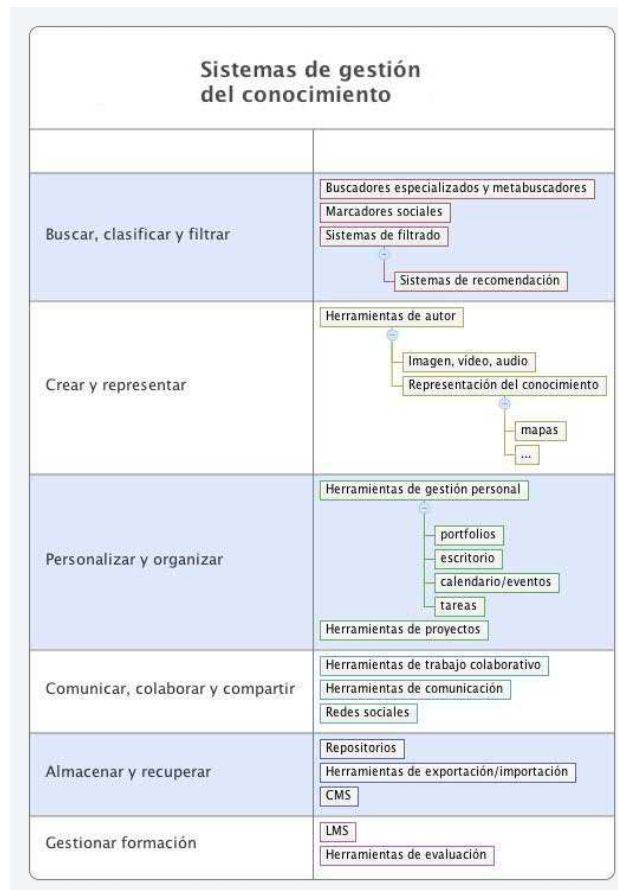 Sistemas de gestión
del conocimiento
Buscar, clasificar y filtrar
Buscadores especializados y metabuscadores
Marcadores sociales
Sistemas de filtrado
Sistemas de recomendación
Crear y representar
Herramientas de autor
Imagen, vídeo, audio
Representación del conocimiento
mapas
...
Personalizar y organizar
Herramientas de gestión personal
portfolios
escritorio
calendario/eventos
tareas
Herramientas de proyectos
Comunicar, colaborar y compartir
Herramientas de trabajo colaborativo
Herramientas de comunicación
Redes sociales
Almacenar y recuperar
Repositorios
Herramientas de exportación/importación
CMS
Gestionar formación
LMS
Herramientas de evaluación